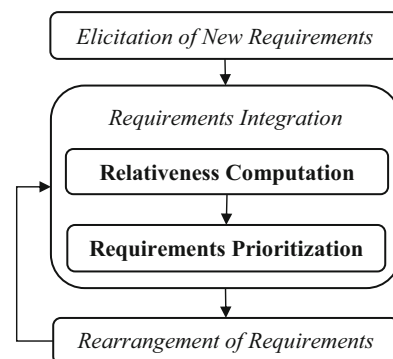 Elicitation of New Requirements
Requirements Integration
Relativeness Computation
Requirements Prioritization
Rearrangement of Requirements